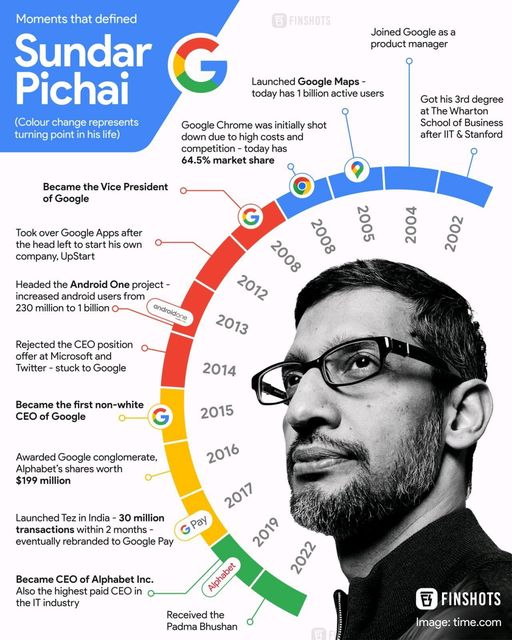 Moments that defined
Sundar
Pichai
(Colour change represents
turning point in his life)
FINSHOTS
Joined Google as a
product manager
Launched Google Maps -
today has 1 billion active users
Got his 3rd degree
at The Wharton
School of Business
after IIT & Stanford
Google Chrome was initially shot
down due to high costs and
competition - today has
64.5% market share
Became the Vice President
of Google
Took over Google Apps after
the head left to start his own
company, UpStart
Headed the Android One project -
increased android users from
230 million to 1 billion
androidone
Rejected the CEO position
offer at Microsoft and
Twitter - stuck to Google
Became the first non-white
CEO of Google
Awarded Google conglomerate,
Alphabet's shares worth
$199 million
Launched Tez in India - 30 million
transactions within 2 months -
eventually rebranded to Google Pay
G Pay
Became CEO of Alphabet Inc.
Also the highest paid CEO in
the IT industry
Alphabet
Received the
Padma Bhushan
2002
2004
2005
2008
2008
2012
2013
2014
2015
2016
2017
2019
2022
FINSHOTS
Image: time.com